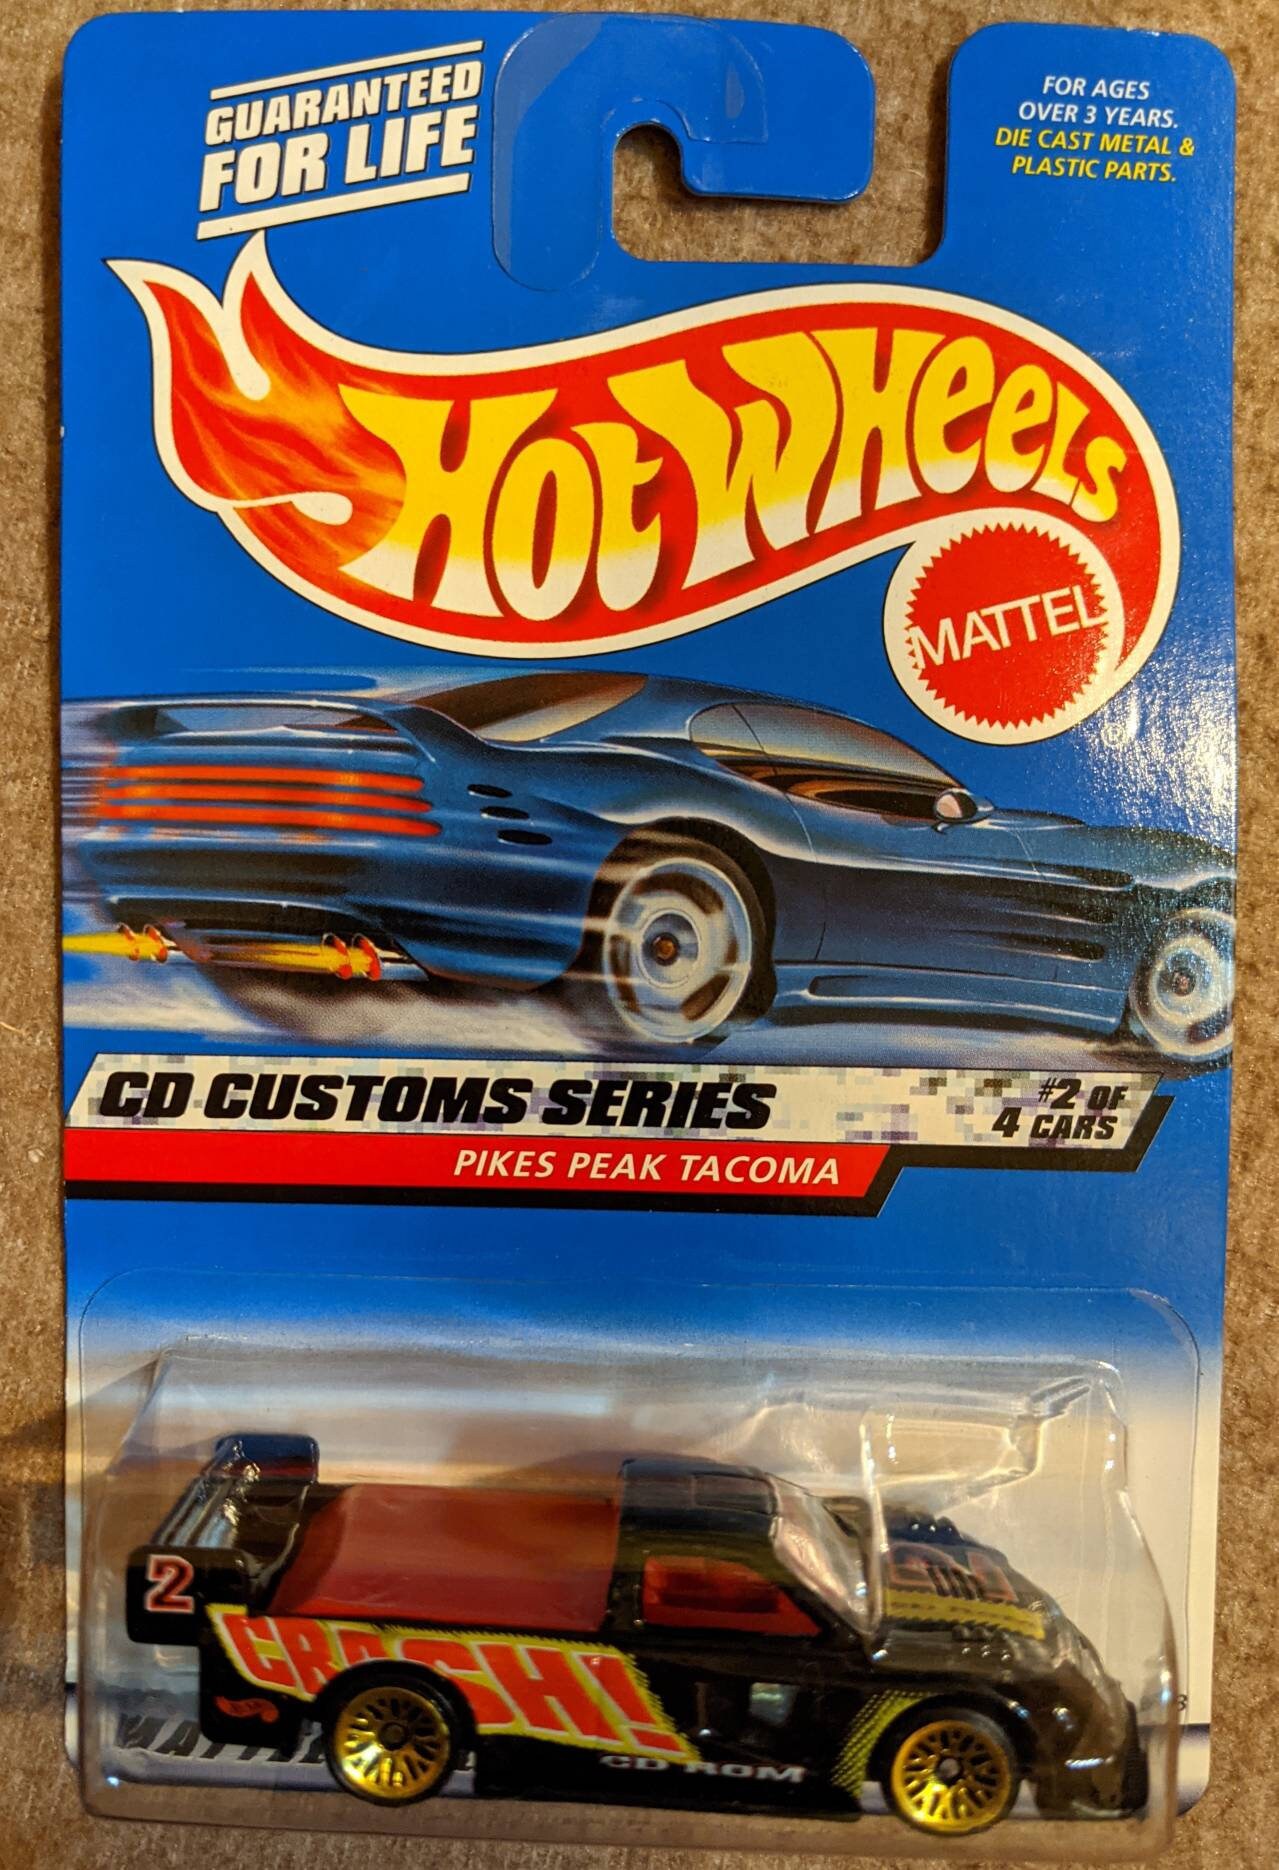 GUARANTEED
FOR LIFE
FOR AGES
OVER 3 YEARS.
DIE CAST METAL &
PLASTIC PARTS.
HOT WHEELS
MATTEL
CD CUSTOMS SERIES
#2 OF
4 CARS
PIKES PEAK TACOMA
2
CRASH!
CD ROM